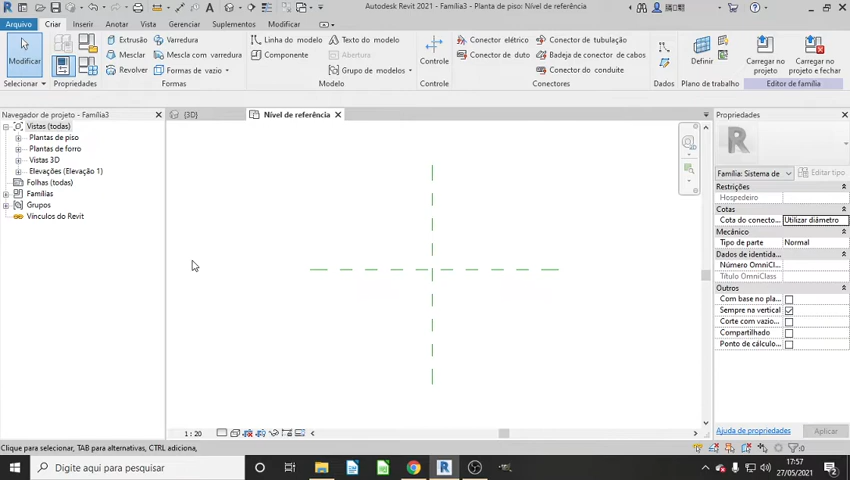 Autodesk Revit 2021 - Família3 - Planta de piso: Nível de referência
Arquivo Criar Inserir Anotar Vista Gerenciar Suplementos Modificar
Modificar
Selecionar
Propriedades
Extrusão
Mesclar
Revolver
Varredura
Mescla com varredura
Formas de vazio
Formas
Linha do modelo
Componente
Texto do modelo
Abertura
Grupo de modelos
Modelo
Controle
Controle
Conector elétrico
Conector de duto
Conector de tubulação
Badeja de conector de cabos
Conector do conduite
Conectores
Dados
Definir
Plano de trabalho
Carregar no
projeto
Carregar no
projeto e fechar
Editor de família
Navegador de projeto - Família3
Vistas (todas)
Plantas de piso
Plantas de forro
Vistas 3D
Elevações (Elevação 1)
Folhas (todas)
Famílias
Grupos
Vínculos do Revit
{3D}
Nível de referência
1 : 20
Propriedades
Família: Sistema de
Editar tipo
Restrições
Hospedeiro
Cotas
Cota do conecto... Utilizar diâmetro
Mecânico
Tipo de parte Normal
Dados de identida...
Número OmniCl...
Título OmniClass
Outros
Com base no pla...
Sempre na vertical
Corte com vazio...
Compartilhado
Ponto de cálculo...
Ajuda de propriedades
Aplicar
Clique para selecionar, TAB para alternativas, CTRL adiciona,
:0
Digite aqui para pesquisar
17:57
27/05/2021
2